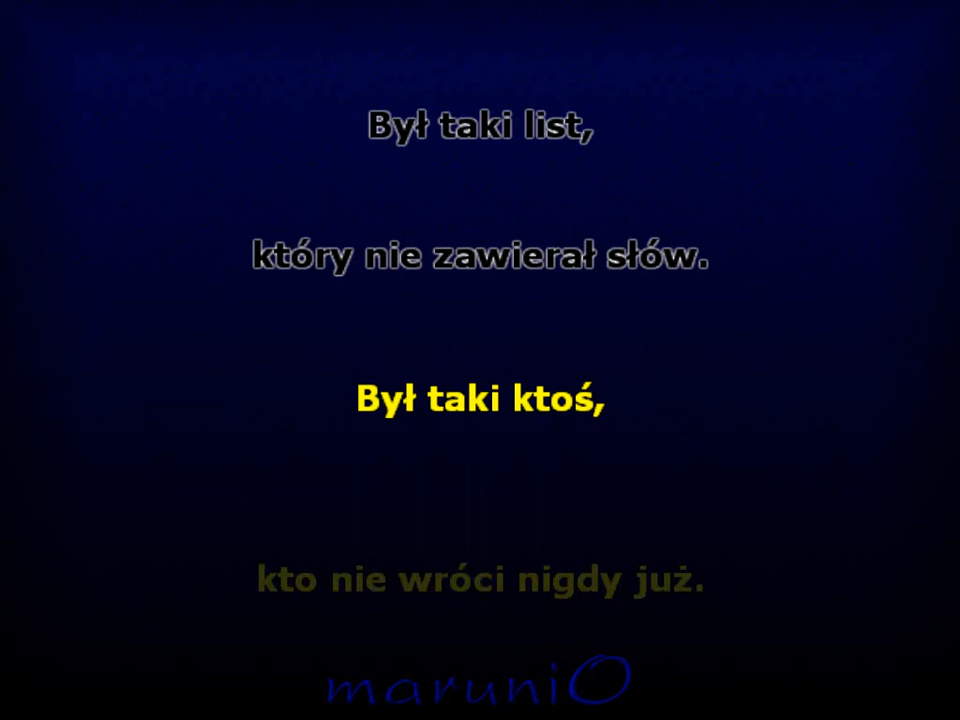 Był taki list,
który nie zawierał słów.
Był taki ktoś,
kto nie wróci nigdy już.
maruniO